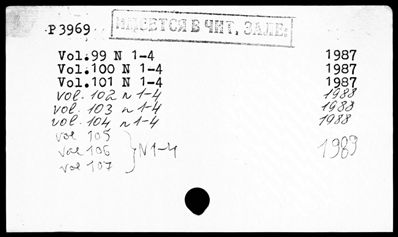 P3969 ИМЕЕТСЯ В ЧИТ. ЗАЛЕ.
Vol.99 N 1-4 1987
Vol.100 N 1-4 1987
Vol.101 N 1-4 1987
vol. 102 n 1-4 1988
vol. 103 n 1-4 1988
vol. 104 n 1-4 1988
vol 105
vol 106 } N 1-4 1989
vol 107